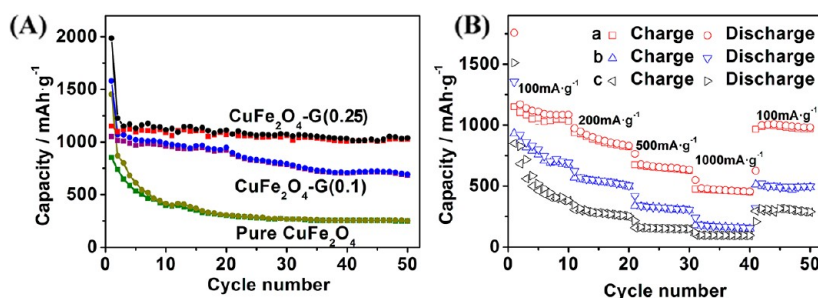 (A)
Capacity / mAh·g⁻¹
2000
1500
1000
500
0
CuFe₂O₄-G(0.25)
CuFe₂O₄-G(0.1)
Pure CuFe₂O₄
0 10 20 30 40 50
Cycle number
(B)
Capacity / mAh·g⁻¹
1500
1000
500
0
a Charge Discharge
b Charge Discharge
c Charge Discharge
100mA·g⁻¹
200mA·g⁻¹
500mA·g⁻¹
1000mA·g⁻¹
100mA·g⁻¹
0 10 20 30 40 50
Cycle number